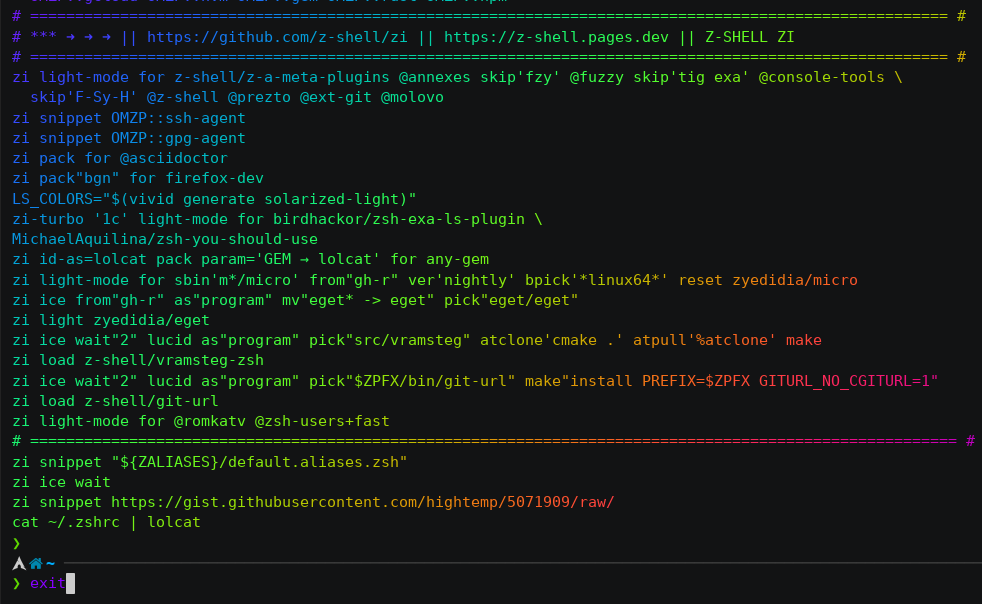 # ====================================================================================================== #
# *** ➜ ➜ ➜ || https://github.com/z-shell/zi || https://z-shell.pages.dev || Z-SHELL ZI
# ====================================================================================================== #
zi light-mode for z-shell/z-a-meta-plugins @annexes skip'fzy' @fuzzy skip'tig exa' @console-tools \
  skip'F-Sy-H' @z-shell @prezto @ext-git @molovo
zi snippet OMZP::ssh-agent
zi snippet OMZP::gpg-agent
zi pack for @asciidoctor
zi pack"bgn" for firefox-dev
LS_COLORS="$(vivid generate solarized-light)"
zi-turbo '1c' light-mode for birdhackor/zsh-exa-ls-plugin \
MichaelAquilina/zsh-you-should-use
zi id-as=lolcat pack param='GEM → lolcat' for any-gem
zi light-mode for sbin'm*/micro' from"gh-r" ver'nightly' bpick'*linux64*' reset zyedidia/micro
zi ice from"gh-r" as"program" mv"eget* -> eget" pick"eget/eget"
zi light zyedidia/eget
zi ice wait"2" lucid as"program" pick"src/vramsteg" atclone'cmake .' atpull'%atclone' make
zi load z-shell/vramsteg-zsh
zi ice wait"2" lucid as"program" pick"$ZPFX/bin/git-url" make"install PREFIX=$ZPFX GITURL_NO_CGITURL=1"
zi load z-shell/git-url
zi light-mode for @romkatv @zsh-users+fast
# ======================================================================================================= #
zi snippet "${ZALIASES}/default.aliases.zsh"
zi ice wait
zi snippet https://gist.githubusercontent.com/hightemp/5071909/raw/
cat ~/.zshrc | lolcat
❯
~
❯ exit